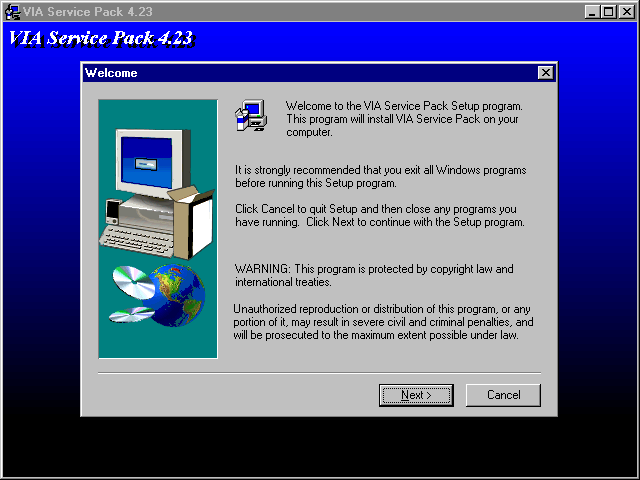 VIA Service Pack 4.23
VIA Service Pack 4.23
Welcome
Welcome to the VIA Service Pack Setup program.
This program will install VIA Service Pack on your
computer.
It is strongly recommended that you exit all Windows programs
before running this Setup program.
Click Cancel to quit Setup and then close any programs you
have running. Click Next to continue with the Setup program.
WARNING: This program is protected by copyright law and
international treaties.
Unauthorized reproduction or distribution of this program, or any
portion of it, may result in severe civil and criminal penalties, and
will be prosecuted to the maximum extent possible under law.
Next >
Cancel